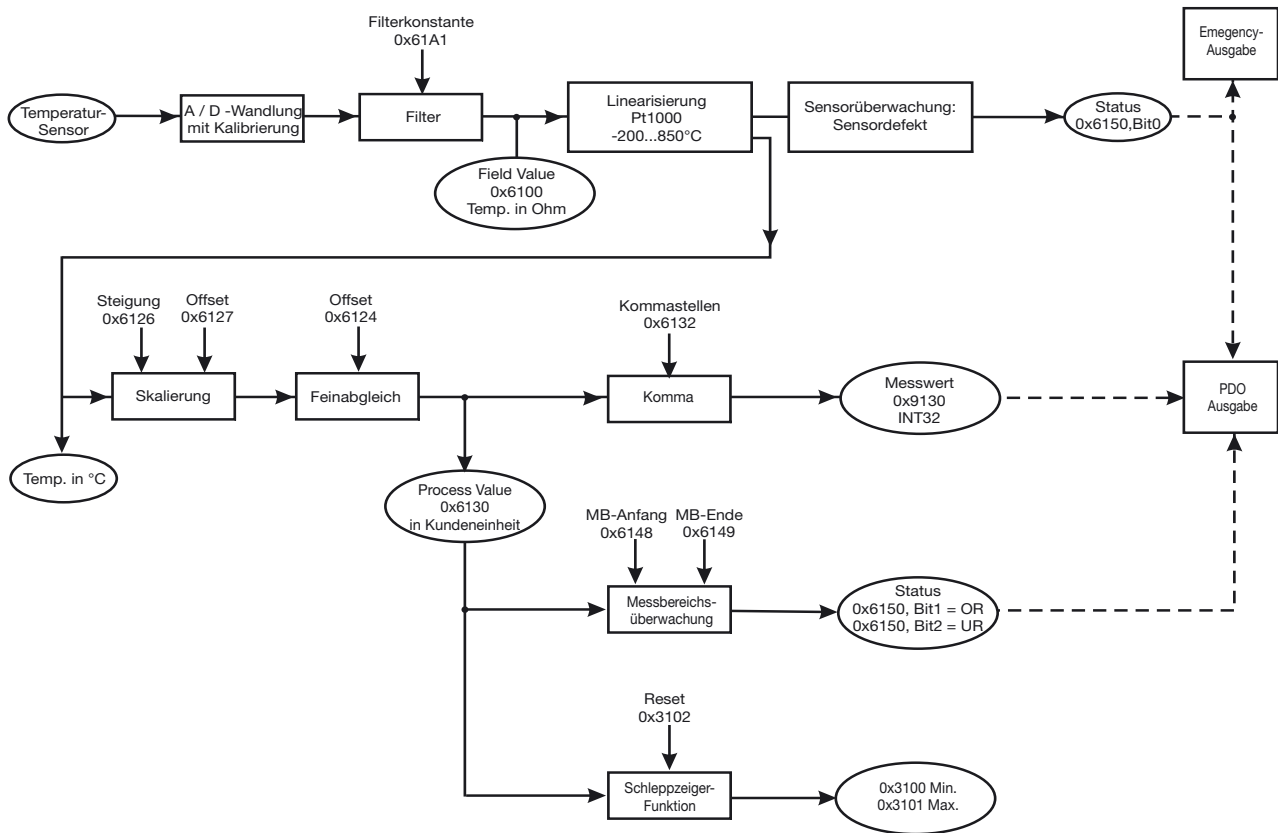 Filterkonstante
0x61A1
Emegency-
Ausgabe
Temperatur-
Sensor
A / D -Wandlung
mit Kalibrierung
Filter
Linearisierung
Pt1000
-200...850°C
Sensorüberwachung:
Sensordefekt
Status
0x6150,Bit0
Field Value
0x6100
Temp. in Ohm
Steigung
0x6126
Offset
0x6127
Offset
0x6124
Kommastellen
0x6132
Skalierung
Feinabgleich
Komma
Messwert
0x9130
INT32
PDO
Ausgabe
Temp. in °C
Process Value
0x6130
in Kundeneinheit
MB-Anfang
0x6148
MB-Ende
0x6149
Messbereichs-
überwachung
Status
0x6150, Bit1 = OR
0x6150, Bit2 = UR
Reset
0x3102
Schleppzeiger-
Funktion
0x3100 Min.
0x3101 Max.